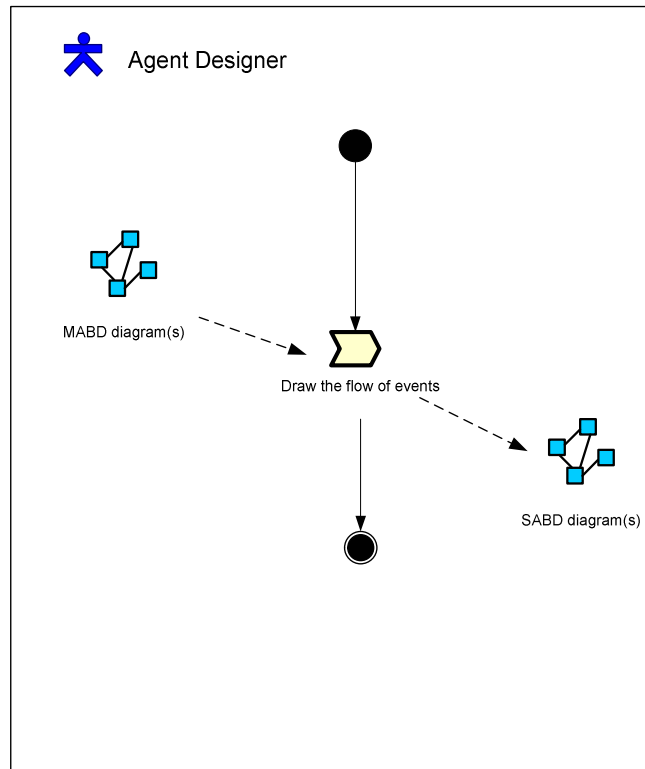 Agent Designer
MABD diagram(s)
Draw the flow of events
SABD diagram(s)